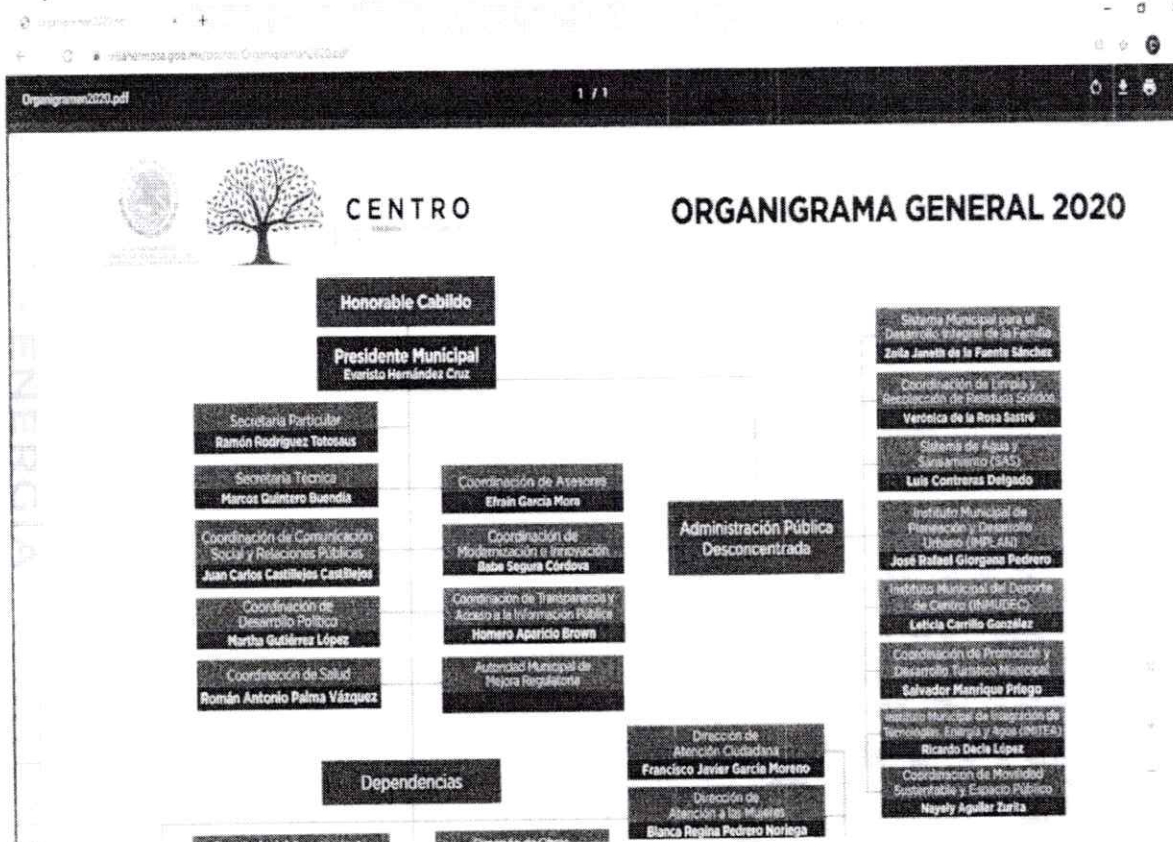 Organigraman2020.pdf
1 / 1
CENTRO
ORGANIGRAMA GENERAL 2020
Honorable Cabildo
Presidente Municipal
Evaristo Hernández Cruz
Secretaria Particular
Ramón Rodríguez Totosaus
Secretaria Técnica
Marcos Quintero Buendía
Coordinación de Comunicación
Social y Relaciones Públicas
Juan Carlos Castillejos Castillejos
Coordinación de
Desarrollo Político
Martha Gutiérrez López
Coordinación de Salud
Román Antonio Palma Vázquez
Coordinación de Asesores
Efraín García Mora
Coordinación de
Modernización e Innovación
Babe Segura Córdova
Coordinación de Transparencia y
Acceso a la Información Pública
Homero Aparicio Brown
Autoridad Municipal de
Mejora Regulatoria
Administración Pública
Desconcentrada
Sistema Municipal para el
Desarrollo Integral de la Familia
Zoila Janeth de la Fuente Sánchez
Coordinación de Limpia y
Recolección de Residuos Sólidos
Verónica de la Rosa Sastré
Sistema de Agua y
Saneamiento (SAS)
Luis Contreras Delgado
Instituto Municipal de
Planeación y Desarrollo
Urbano (IMPLAN)
José Rafael Giorgana Pedrero
Instituto Municipal del Deporte
de Centro (INMUDEC)
Leticia Carrillo González
Coordinación de Promoción y
Desarrollo Turístico Municipal
Salvador Manrique Priego
Instituto Municipal de Integración de
Tecnologías, Energía y Agua (IMITEA)
Ricardo Decle López
Coordinación de Movilidad
Sustentable y Espacio Público
Nayely Aguilar Zurita
Dirección de
Atención Ciudadana
Francisco Javier García Moreno
Dirección de
Atención a las Mujeres
Blanca Regina Pedrero Noriega
Dependencias
ENERGÍA